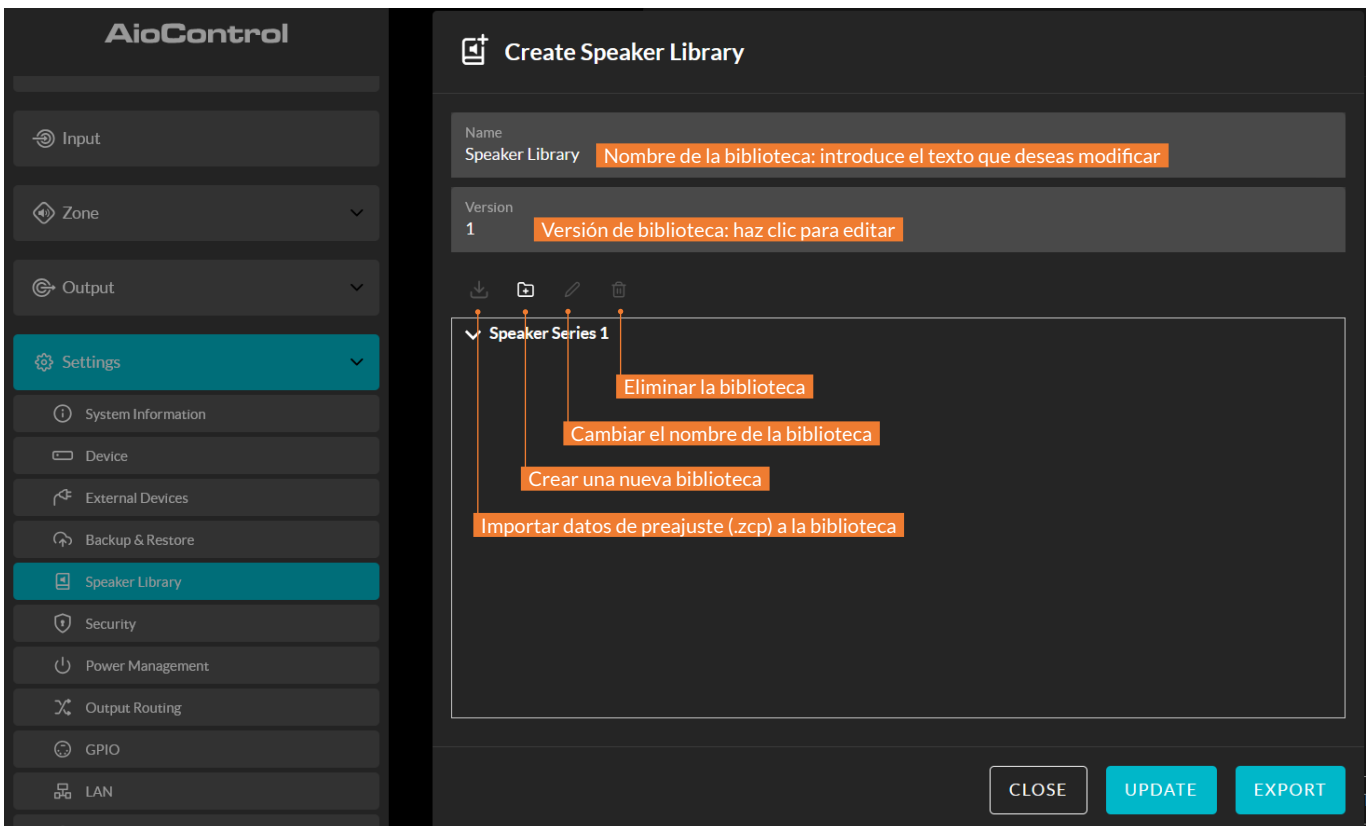 AioControl
Input
Zone
Output
Settings
System Information
Device
External Devices
Backup & Restore
Speaker Library
Security
Power Management
Output Routing
GPIO
LAN
Create Speaker Library
Name
Speaker Library Nombre de la biblioteca: introduce el texto que deseas modificar
Version
1 Versión de biblioteca: haz clic para editar
Speaker Series 1
Eliminar la biblioteca
Cambiar el nombre de la biblioteca
Crear una nueva biblioteca
Importar datos de preajuste (.zcp) a la biblioteca
CLOSE UPDATE EXPORT